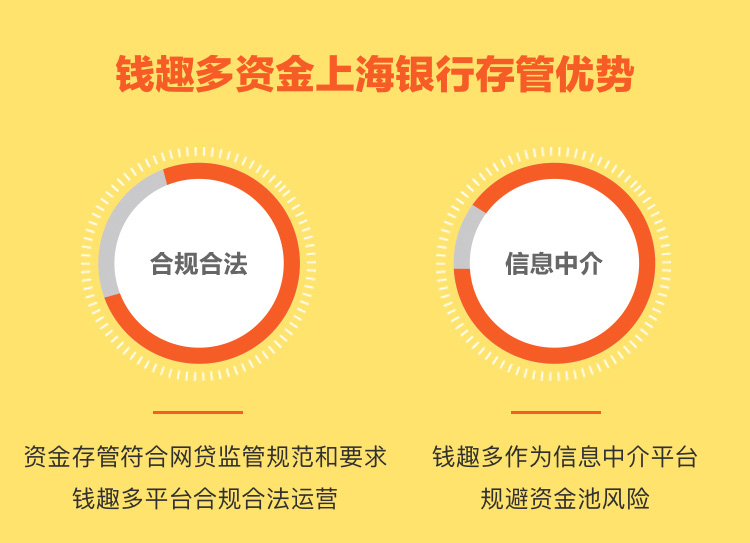 钱趣多资金上海银行存管优势
合规合法
信息中介
资金存管符合网贷监管规范和要求
钱趣多平台合规合法运营
钱趣多作为信息中介平台
规避资金池风险